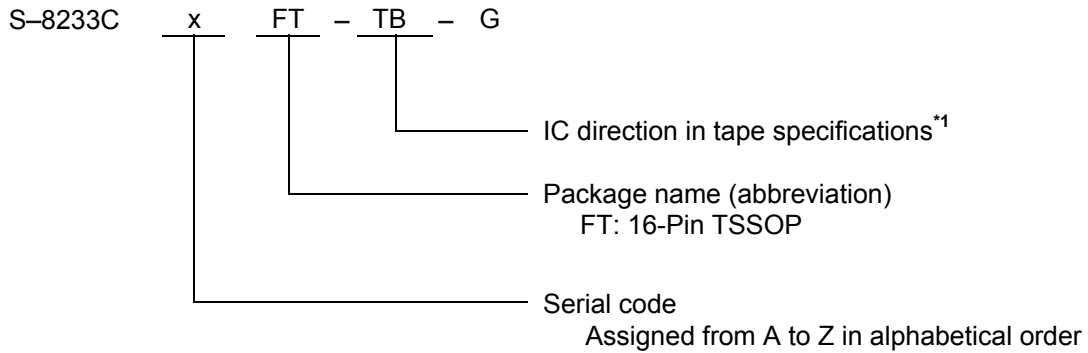 S–8233C x FT – TB – G
IC direction in tape specifications*1
Package name (abbreviation)
FT: 16-Pin TSSOP
Serial code
Assigned from A to Z in alphabetical order